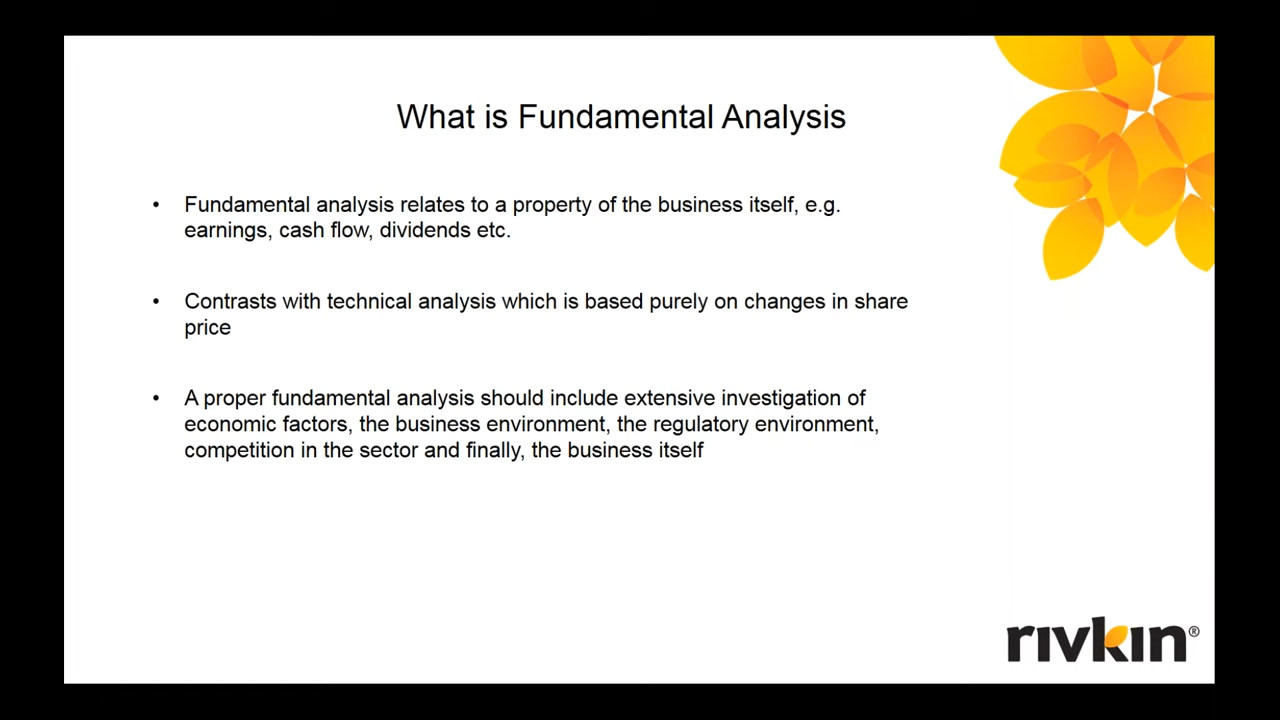 What is Fundamental Analysis
• Fundamental analysis relates to a property of the business itself, e.g.
earnings, cash flow, dividends etc.
• Contrasts with technical analysis which is based purely on changes in share
price
• A proper fundamental analysis should include extensive investigation of
economic factors, the business environment, the regulatory environment,
competition in the sector and finally, the business itself
rivkin®